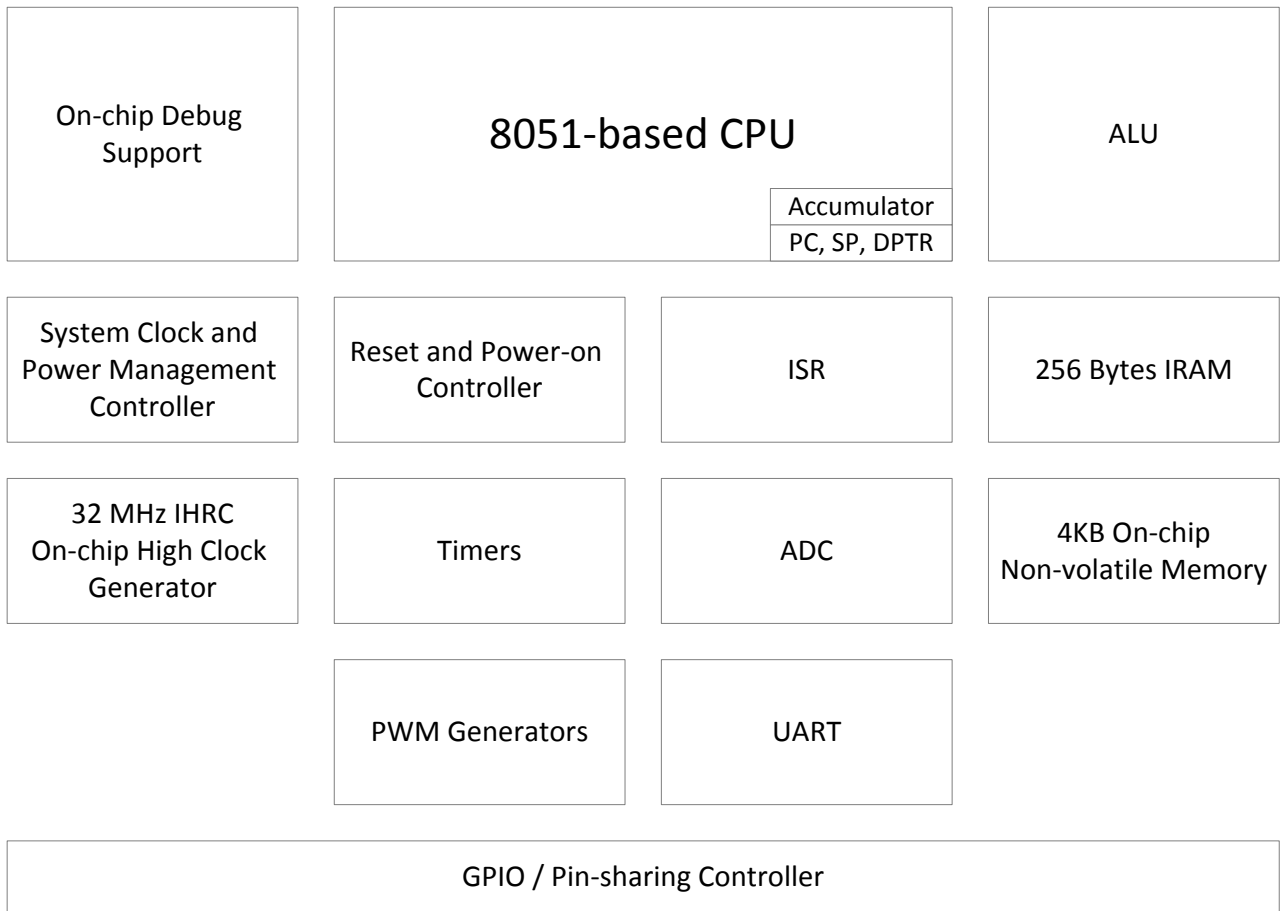 On-chip Debug
Support
8051-based CPU
Accumulator
PC, SP, DPTR
ALU
System Clock and
Power Management
Controller
Reset and Power-on
Controller
ISR
256 Bytes IRAM
32 MHz IHRC
On-chip High Clock
Generator
Timers
ADC
4KB On-chip
Non-volatile Memory
PWM Generators
UART
GPIO / Pin-sharing Controller